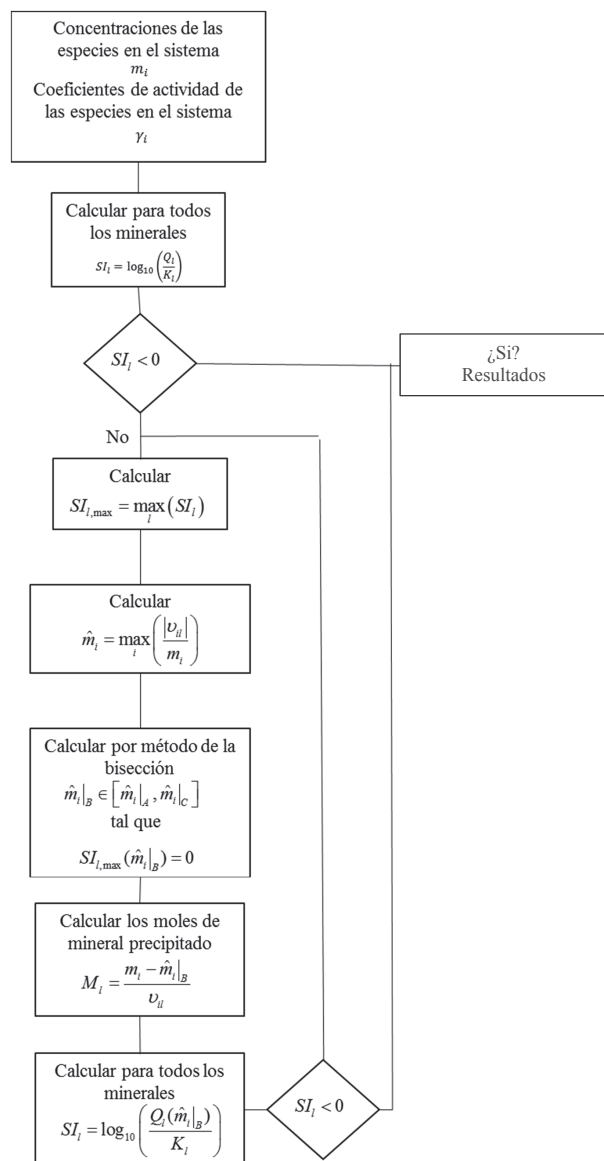 Concentraciones de las
especies en el sistema
m_i
Coeficientes de actividad de
las especies en el sistema
γ_i
Calcular para todos
los minerales
SI_l = log_10(Q_l/K_l)
SI_l < 0
¿Si?
Resultados
No
Calcular
SI_{l,max} = max_l(SI_l)
Calcular
m̂_i = max_i(|υ_il|/m_i)
Calcular por método de la
bisección
m̂_i|_B ∈ [m̂_i|_A, m̂_i|_C]
tal que
SI_{l,max}(m̂_i|_B) = 0
Calcular los moles de
mineral precipitado
M_l = (m_i − m̂_i|_B)/υ_il
Calcular para todos los
minerales
SI_l = log_10(Q_l(m̂_i|_B)/K_l)
SI_l < 0